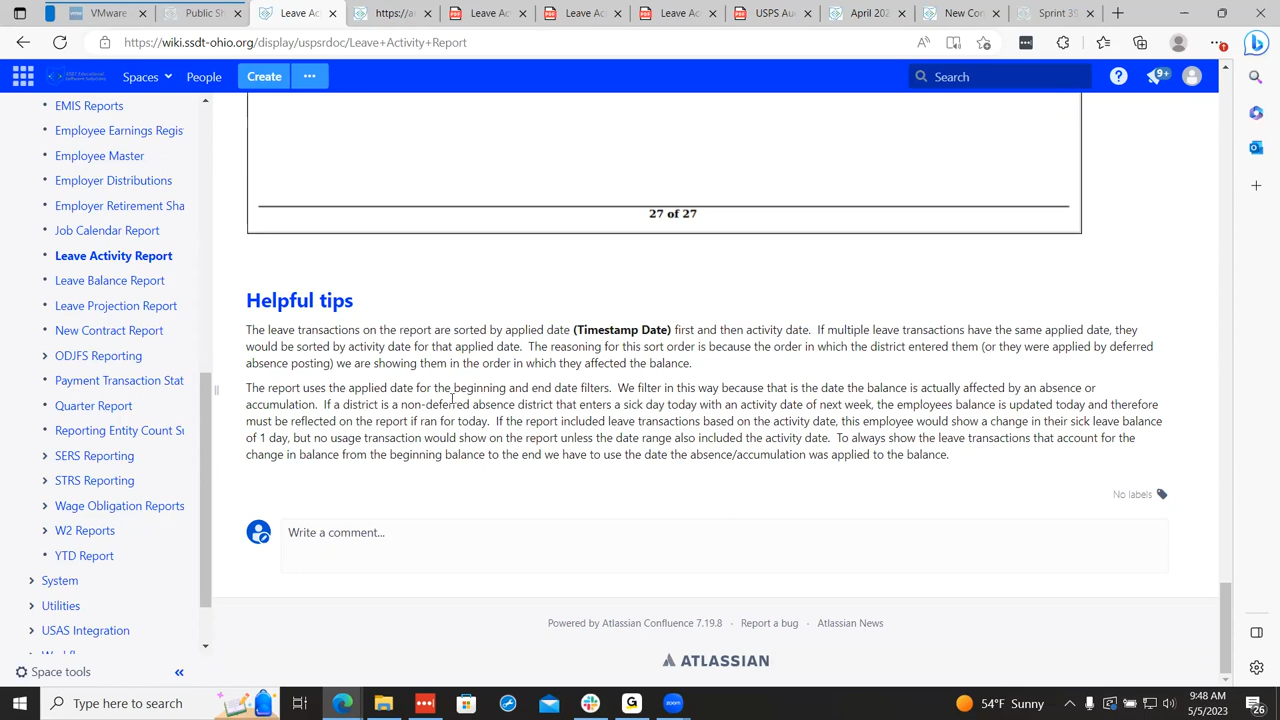 VMware
Public Sh
Leave Ac
https://a
Leave Ac
Leave Ac
Leave Ac
USPS Au
April 202
New Con
Sprint 39
https://wiki.ssdt-ohio.org/display/uspsrdoc/Leave+Activity+Report
Spaces
People
Create
Search
9+
EMIS Reports
Employee Earnings Regis
Employee Master
Employer Distributions
Employer Retirement Sha
Job Calendar Report
Leave Activity Report
Leave Balance Report
Leave Projection Report
New Contract Report
ODJFS Reporting
Payment Transaction Stat
Quarter Report
Reporting Entity Count Su
SERS Reporting
STRS Reporting
Wage Obligation Reports
W2 Reports
YTD Report
System
Utilities
USAS Integration
Space tools
27 of 27
Helpful tips
The leave transactions on the report are sorted by applied date (Timestamp Date) first and then activity date. If multiple leave transactions have the same applied date, they
would be sorted by activity date for that applied date. The reasoning for this sort order is because the order in which the district entered them (or they were applied by deferred
absence posting) we are showing them in the order in which they affected the balance.
The report uses the applied date for the beginning and end date filters. We filter in this way because that is the date the balance is actually affected by an absence or
accumulation. If a district is a non-deferred absence district that enters a sick day today with an activity date of next week, the employees balance is updated today and therefore
must be reflected on the report if ran for today. If the report included leave transactions based on the activity date, this employee would show a change in their sick leave balance
of 1 day, but no usage transaction would show on the report unless the date range also included the activity date. To always show the leave transactions that account for the
change in balance from the beginning balance to the end we have to use the date the absence/accumulation was applied to the balance.
No labels
Write a comment...
Powered by Atlassian Confluence 7.19.8 · Report a bug · Atlassian News
ATLASSIAN
Type here to search
54°F Sunny
9:48 AM
5/5/2023
26